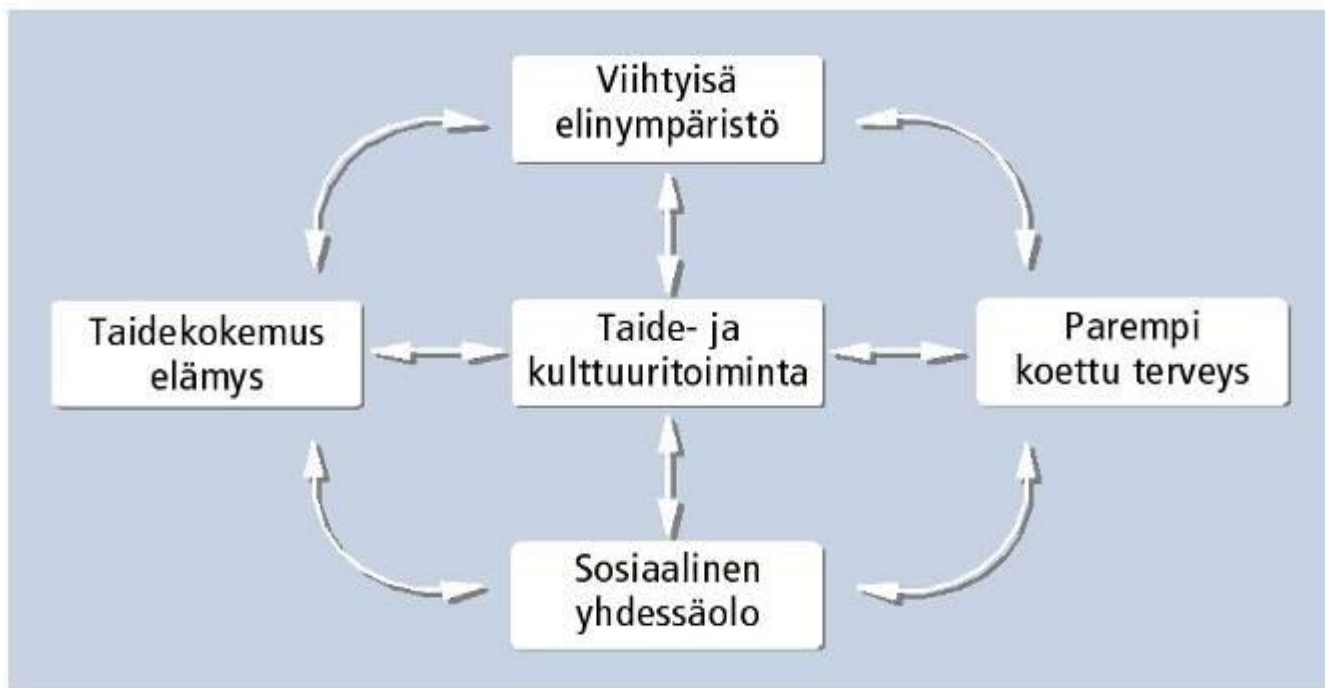 Viihtyisä
elinympäristö
Taidekokemus
elämys
Taide- ja
kulttuuritoiminta
Parempi
koettu terveys
Sosiaalinen
yhdessäolo